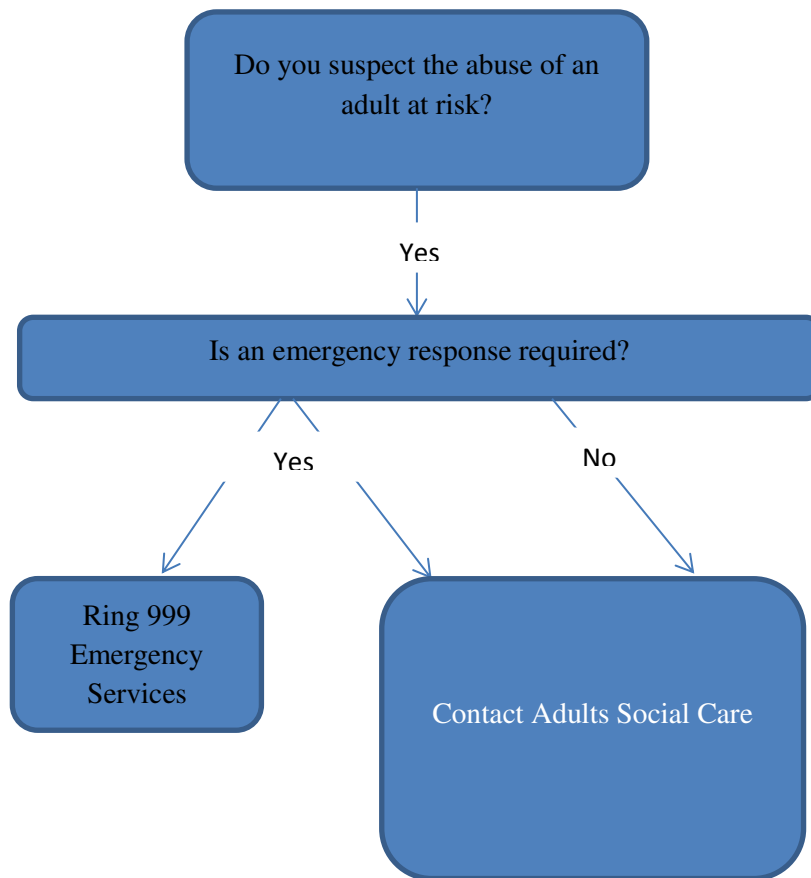 Do you suspect the abuse of an
adult at risk?
Yes
Is an emergency response required?
Yes
No
Ring 999
Emergency
Services
Contact Adults Social Care